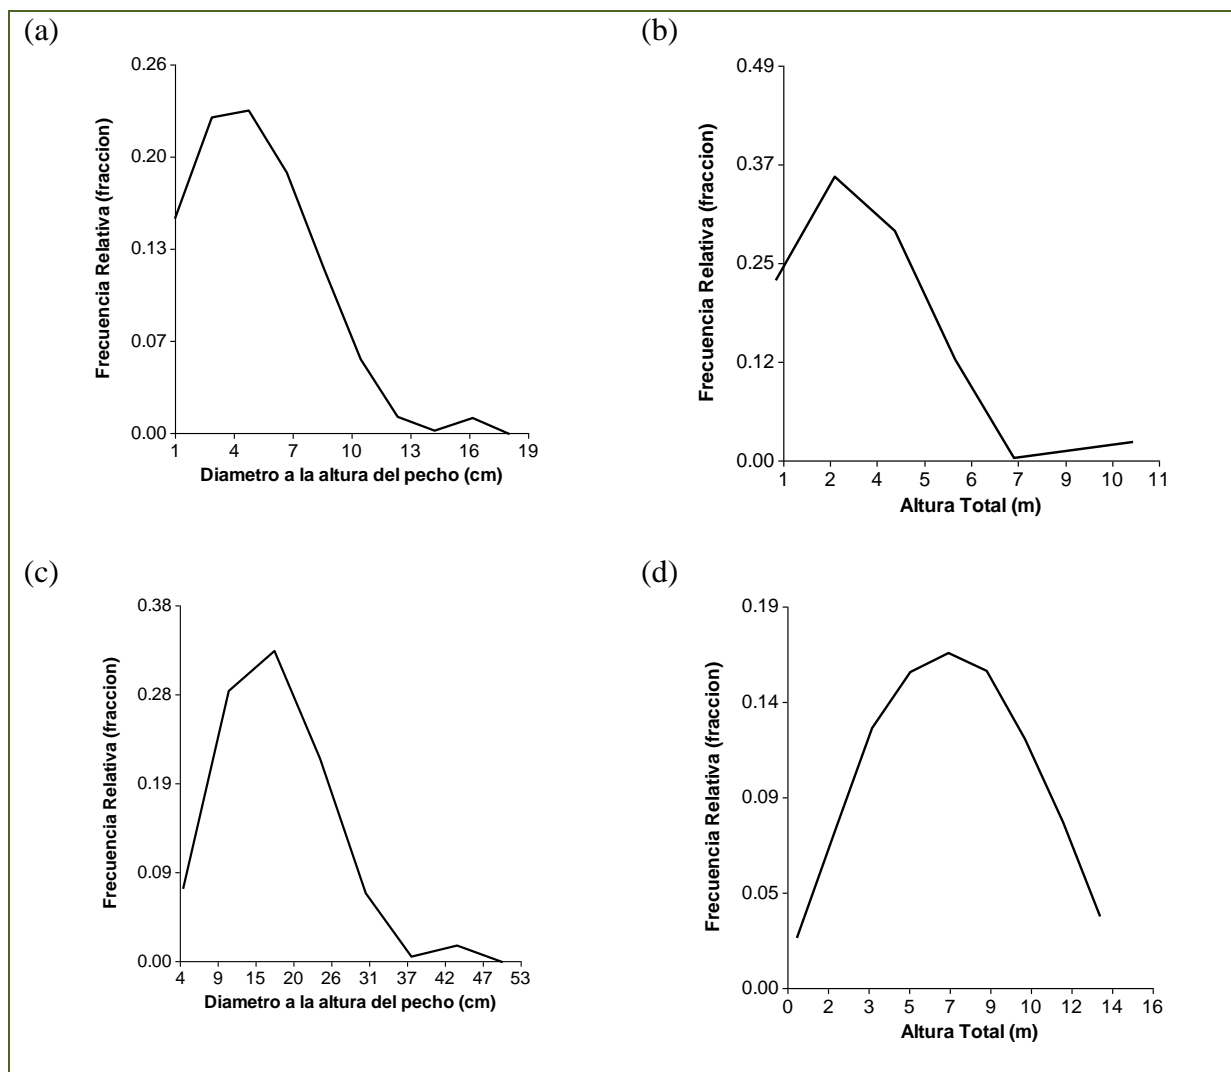 (a)
0.26
0.20
0.13
0.07
0.00
Frecuencia Relativa (fraccion)
1 4 7 10 13 16 19
Diametro a la altura del pecho (cm)
(b)
0.49
0.37
0.25
0.12
0.00
Frecuencia Relativa (fraccion)
1 2 4 5 6 7 9 10 11
Altura Total (m)
(c)
0.38
0.28
0.19
0.09
0.00
Frecuencia Relativa (fraccion)
4 9 15 20 26 31 37 42 47 53
Diametro a la altura del pecho (cm)
(d)
0.19
0.14
0.09
0.05
0.00
Frecuencia Relativa (fraccion)
0 2 3 5 7 9 10 12 14 16
Altura Total (m)